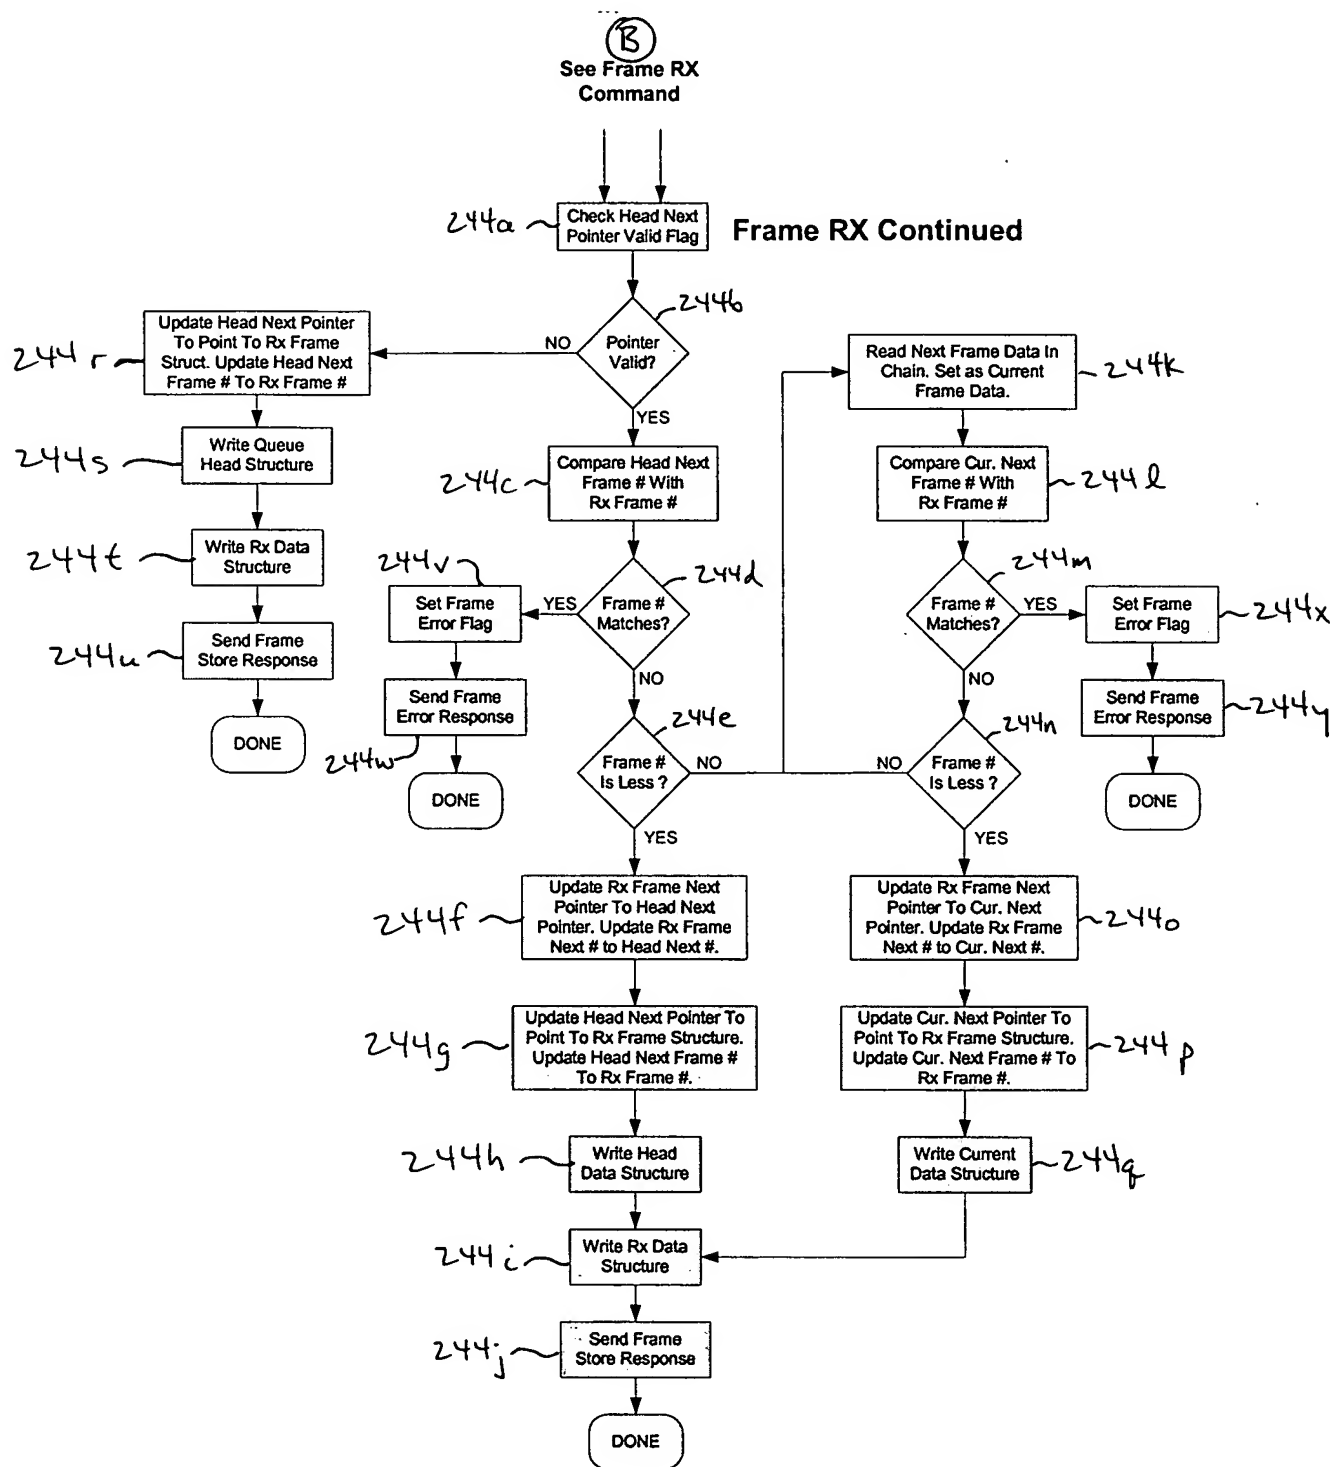 B
See Frame RX
Command
244a
Check Head Next
Pointer Valid Flag
Frame RX Continued
244b
Pointer
Valid?
NO
YES
244r
Update Head Next Pointer
To Point To Rx Frame
Struct. Update Head Next
Frame # To Rx Frame #
244s
Write Queue
Head Structure
244t
Write Rx Data
Structure
244u
Send Frame
Store Response
DONE
244c
Compare Head Next
Frame # With
Rx Frame #
244d
Frame #
Matches?
YES
NO
244v
Set Frame
Error Flag
244w
Send Frame
Error Response
DONE
244e
Frame #
Is Less ?
NO
YES
244f
Update Rx Frame Next
Pointer To Head Next
Pointer. Update Rx Frame
Next # to Head Next #.
244g
Update Head Next Pointer To
Point To Rx Frame Structure.
Update Head Next Frame #
To Rx Frame #.
244h
Write Head
Data Structure
244i
Write Rx Data
Structure
244j
Send Frame
Store Response
DONE
Read Next Frame Data In
Chain. Set as Current
Frame Data.
244k
Compare Cur. Next
Frame # With
Rx Frame #
244l
244m
Frame #
Matches?
YES
NO
Set Frame
Error Flag
244x
Send Frame
Error Response
244y
DONE
244n
Frame #
Is Less ?
NO
YES
Update Rx Frame Next
Pointer To Cur. Next
Pointer. Update Rx Frame
Next # to Cur. Next #.
244o
Update Cur. Next Pointer To
Point To Rx Frame Structure.
Update Cur. Next Frame # To
Rx Frame #.
244p
Write Current
Data Structure
244q